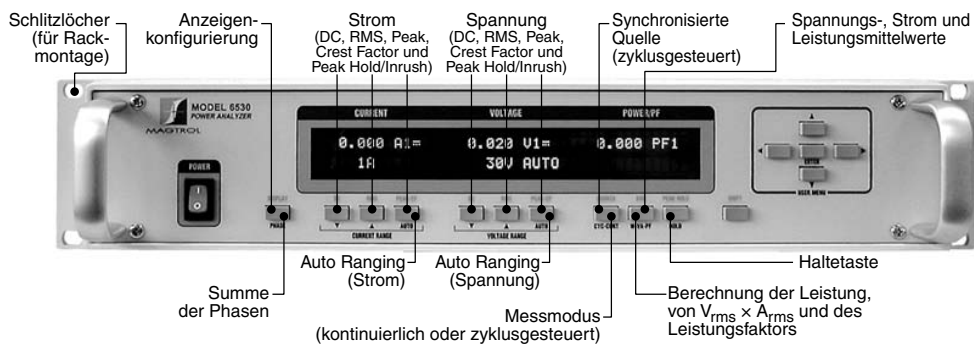 Schlitzlöcher
(für Rack-
montage)
Anzeigen-
konfigurierung
Strom
(DC, RMS, Peak,
Crest Factor und
Peak Hold/Inrush)
Spannung
(DC, RMS, Peak,
Crest Factor und
Peak Hold/Inrush)
Synchronisierte
Quelle
(zyklusgesteuert)
Spannungs-, Strom und
Leistungsmittelwerte
MODEL 6530
POWER ANALYZER
MAGTROL
CURRENT
VOLTAGE
POWER/PF
0.000 A1=
0.020 V1=
0.000 PF1
1A
30V AUTO
POWER
ENTER
USER MENU
PHASE
AUTO
CURRENT RANGE
AUTO
VOLTAGE RANGE
CYC-CONT
W-VA-PF
PEAK HOLD
HOLD
SHIFT
Summe
der Phasen
Auto Ranging
(Strom)
Auto Ranging
(Spannung)
Messmodus
(kontinuierlich oder zyklusgesteuert)
Haltetaste
Berechnung der Leistung,
von Vrms × Arms und des
Leistungsfaktors